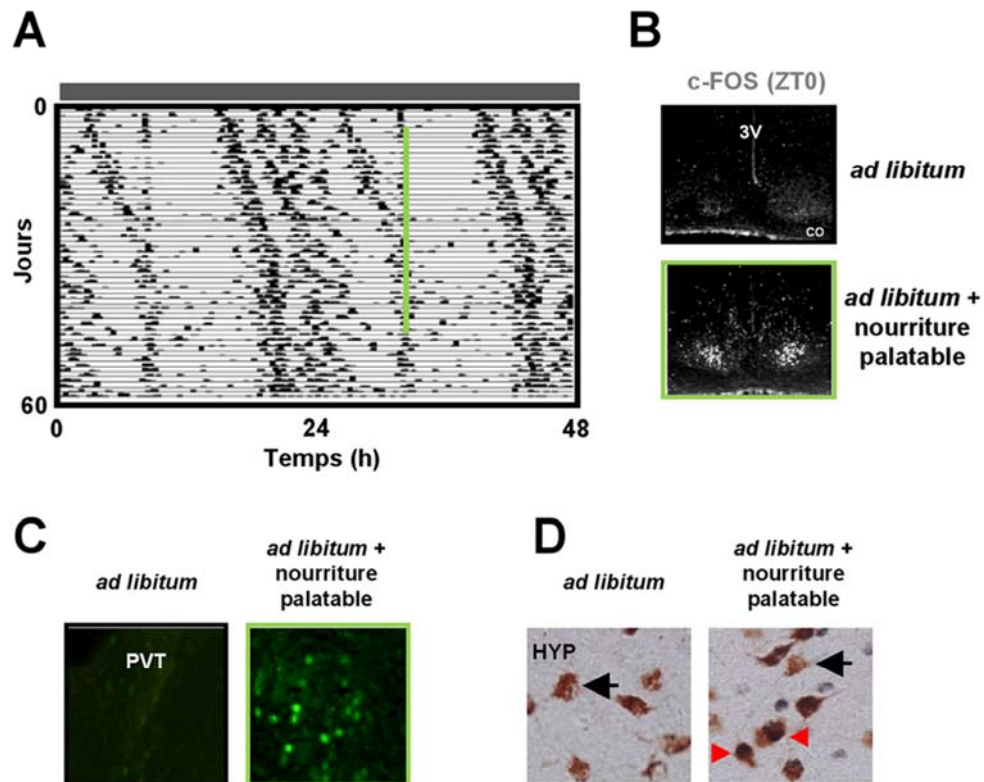 A
0
Jours
60
0
24
48
Temps (h)
B
c-FOS (ZT0)
3V
co
ad libitum
ad libitum +
nourriture
palatable
C
ad libitum
ad libitum +
nourriture
palatable
PVT
D
ad libitum
ad libitum +
nourriture
palatable
HYP